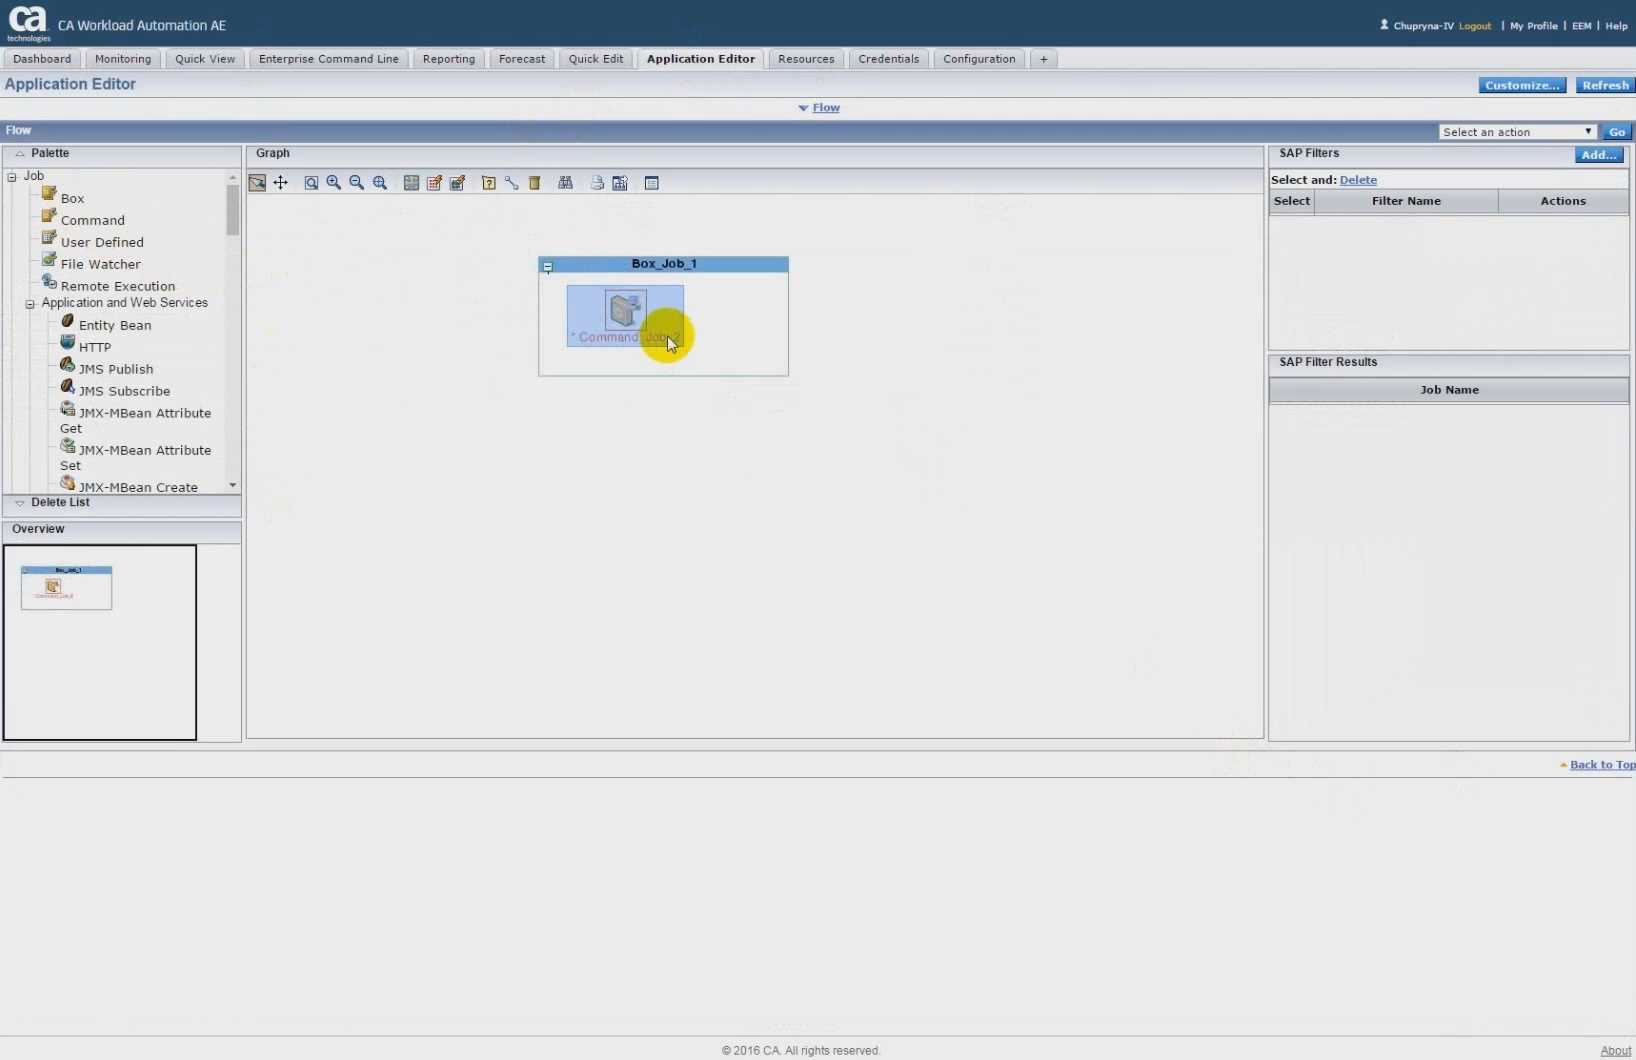 ca
technologies
CA Workload Automation AE
Chupryna-IV Logout | My Profile | EEM | Help
Dashboard
Monitoring
Quick View
Enterprise Command Line
Reporting
Forecast
Quick Edit
Application Editor
Resources
Credentials
Configuration
+
Application Editor
Customize...
Refresh
Flow
Flow
Select an action
Go
Palette
Job
Box
Command
User Defined
File Watcher
Remote Execution
Application and Web Services
Entity Bean
HTTP
JMS Publish
JMS Subscribe
JMX-MBean Attribute
Get
JMX-MBean Attribute
Set
JMX-MBean Create
Delete List
Overview
Box_Job_1
Command_Job_2
Graph
Box_Job_1
* Command_Job_2
SAP Filters
Add...
Select and: Delete
Select
Filter Name
Actions
SAP Filter Results
Job Name
Back to Top
© 2016 CA. All rights reserved.
About